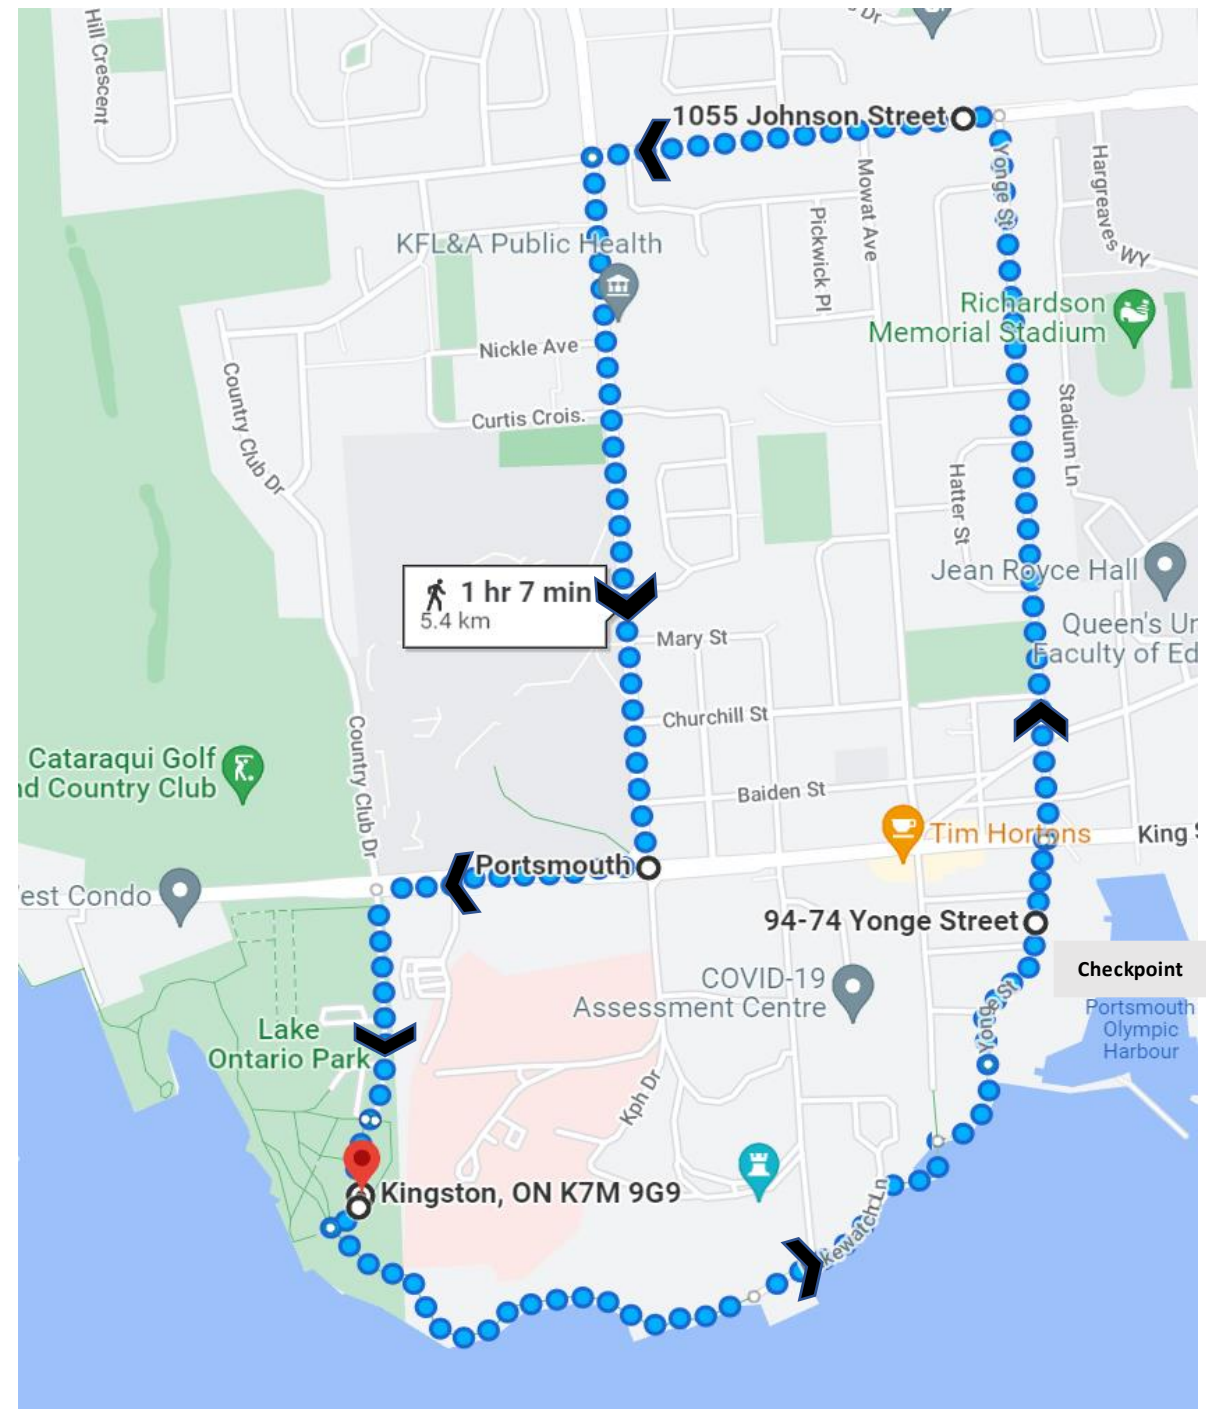 Hill Crescent
Dr
1055 Johnson Street
Yonge St
Hargreaves WY
Mowat Ave
Pickwick Pl
KFL&A Public Health
Richardson
Memorial Stadium
Nickle Ave
Country Club Dr
Curtis Crois.
Stadium Ln
Hatter St
Jean Royce Hall
1 hr 7 min
5.4 km
Mary St
Queen's Un
Faculty of Ed
Churchill St
Country Club Dr
Cataraqui Golf
nd Country Club
Baiden St
Tim Hortons
King S
Portsmouth
est Condo
94-74 Yonge Street
Checkpoint
COVID-19
Assessment Centre
Yonge St
Portsmouth
Olympic
Harbour
Lake
Ontario Park
Kph Dr
Kingston, ON K7M 9G9
kewatch Ln